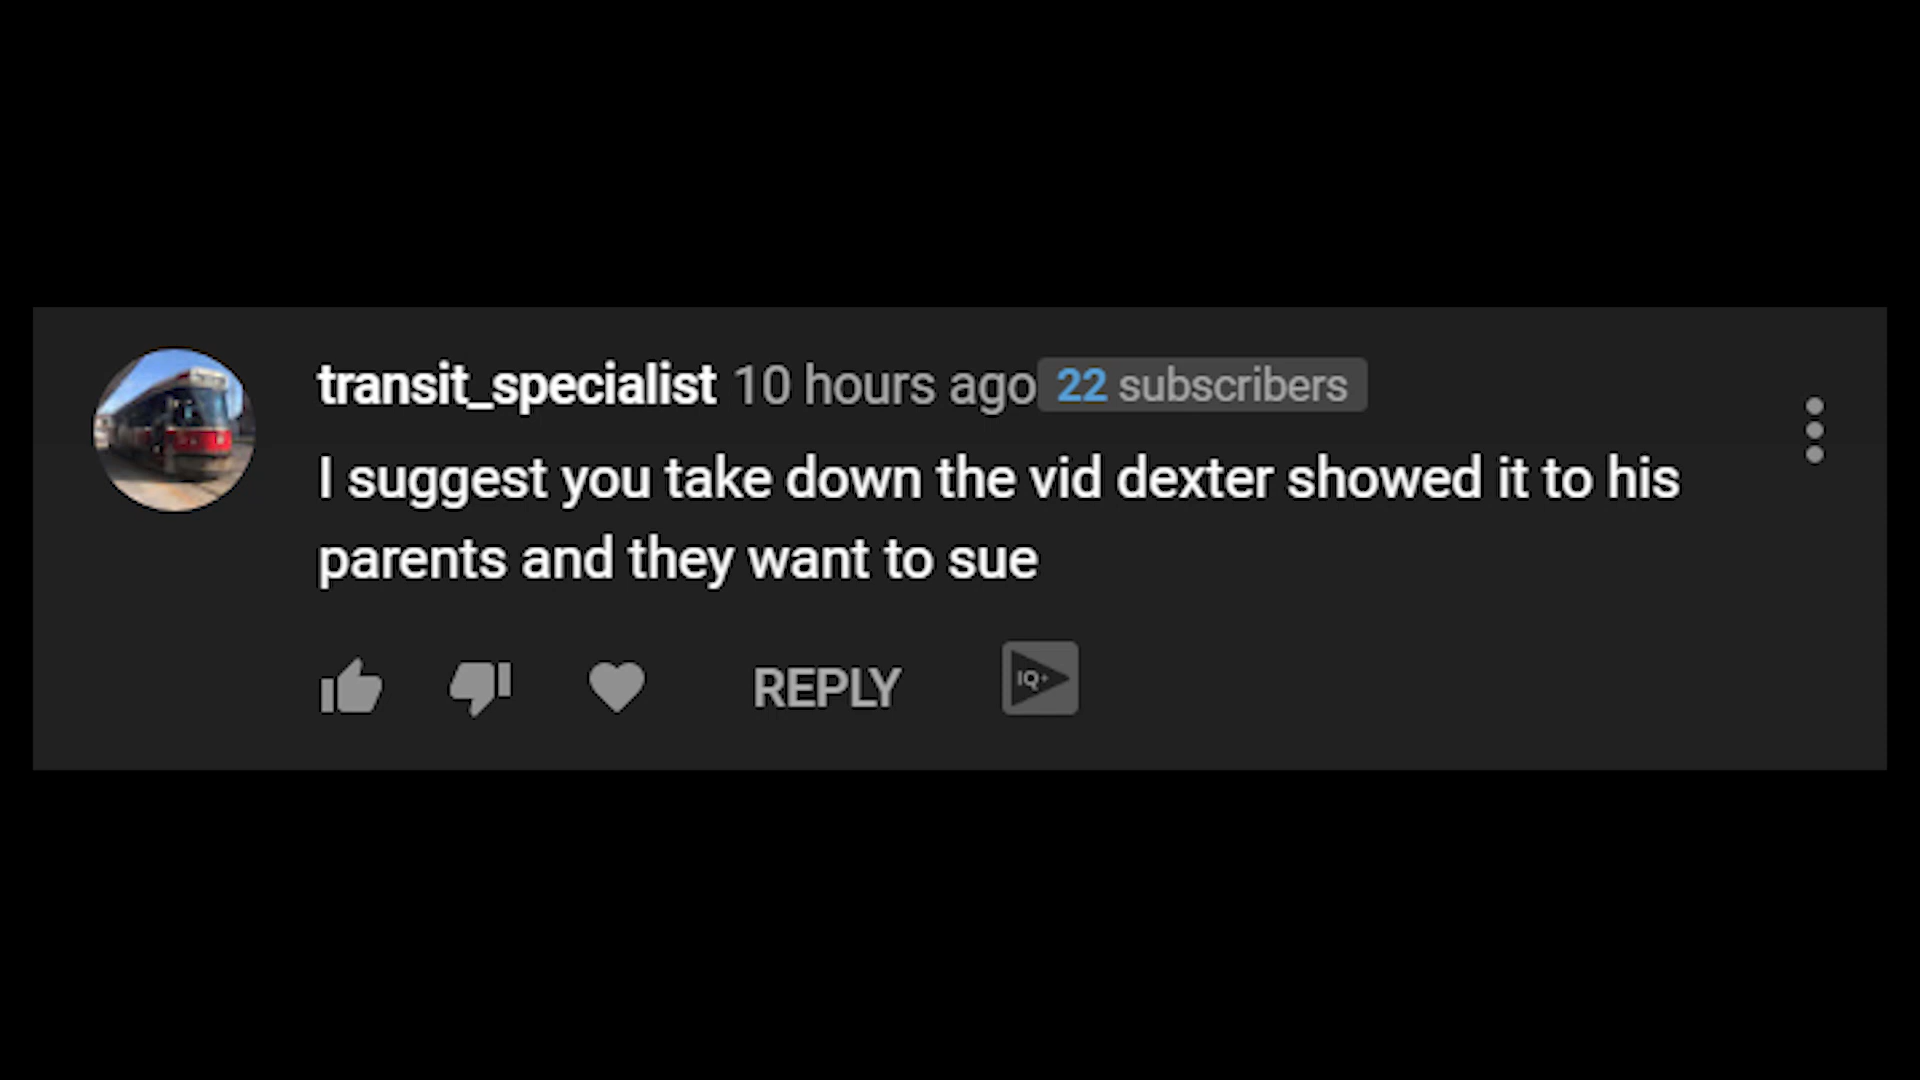 transit_specialist 10 hours ago 22 subscribers
I suggest you take down the vid dexter showed it to his
parents and they want to sue
REPLY IQ+